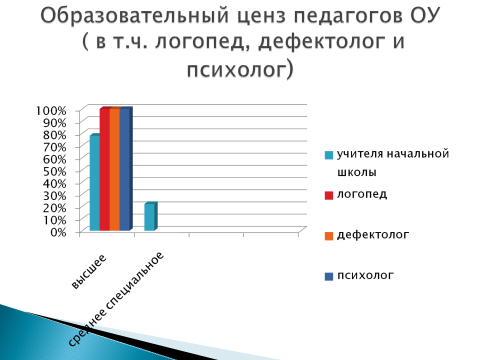 Образовательный ценз педагогов ОУ
( в т.ч. логопед, дефектолог и
психолог)
100%
90%
80%
70%
60%
50%
40%
30%
20%
10%
0%
высшее
среднее специальное
учителя начальной
школы
логопед
дефектолог
психолог